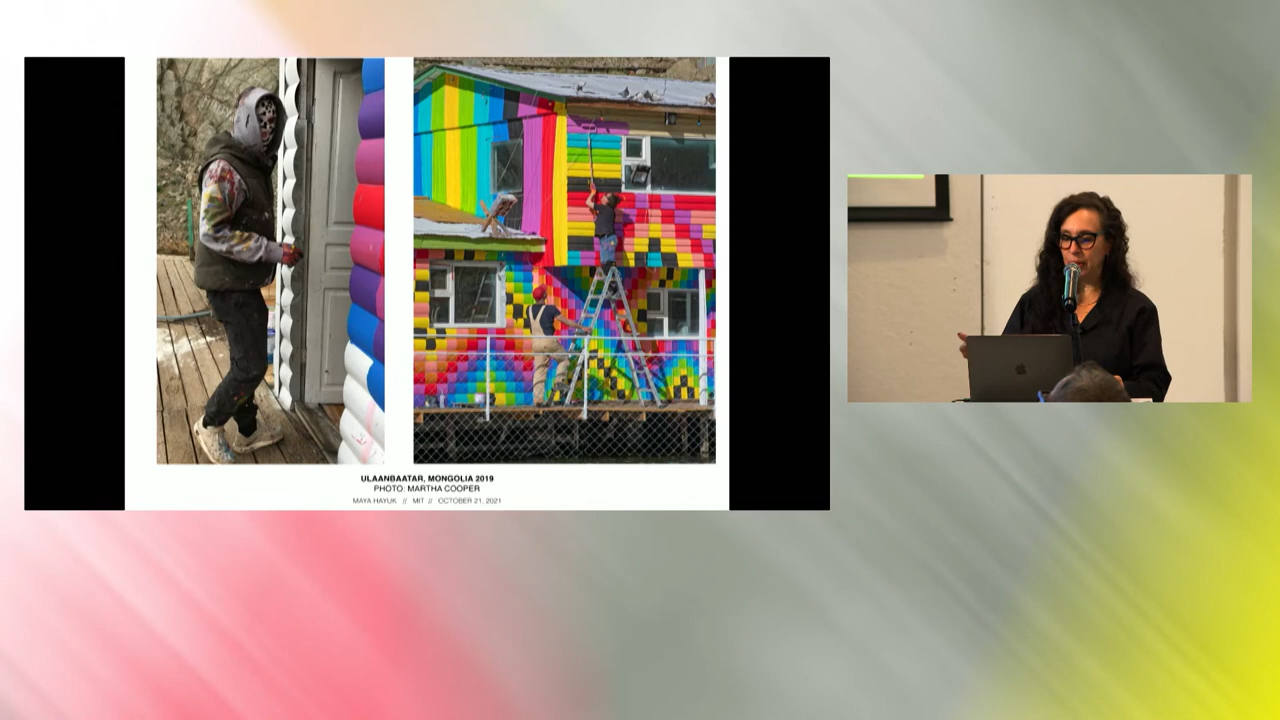 ULAANBAATAR, MONGOLIA 2019
PHOTO: MARTHA COOPER
MAYA HAYUK // MIT // OCTOBER 21, 2021